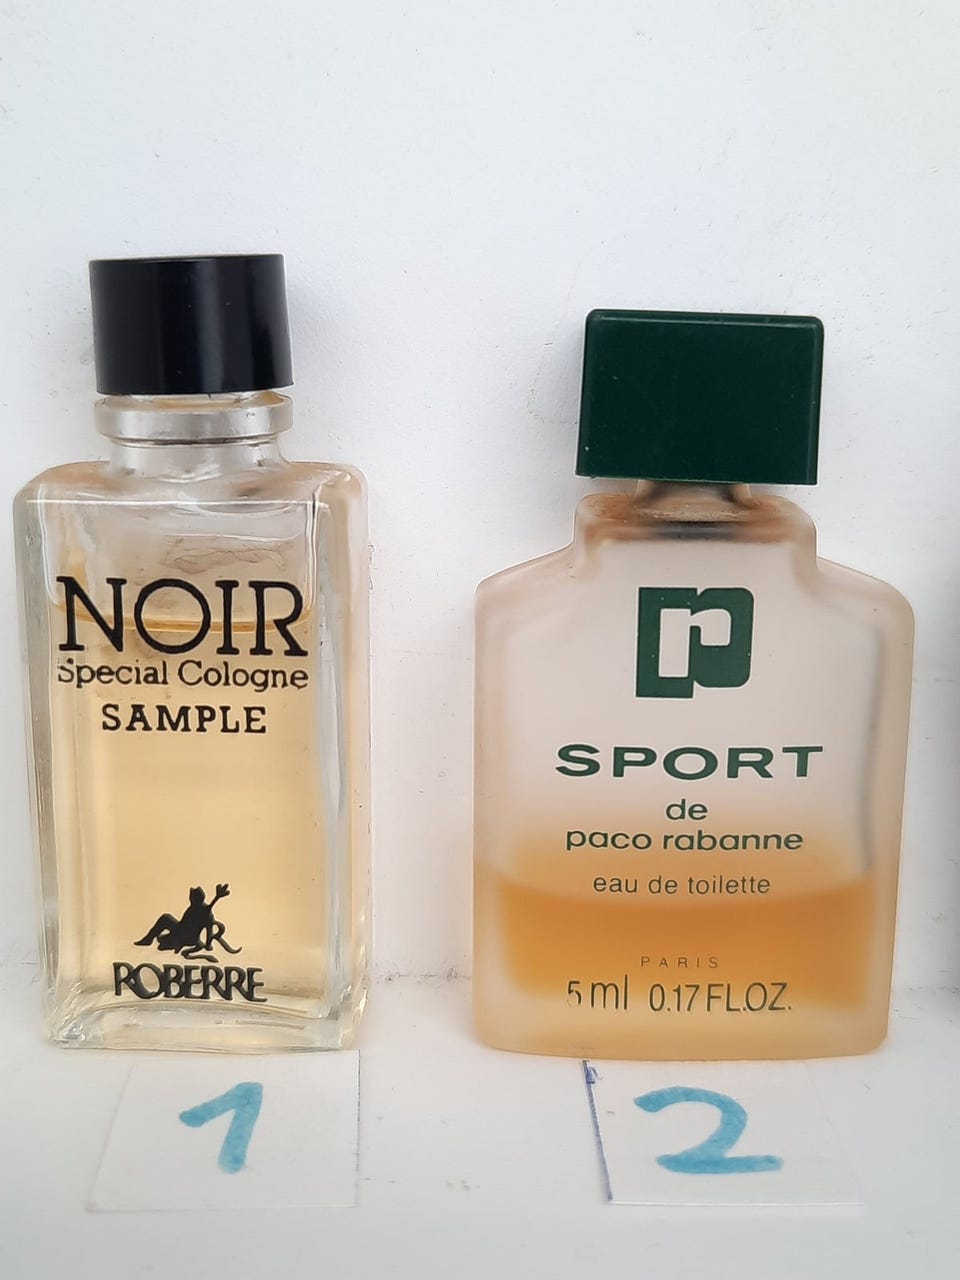 NOIR
Special Cologne
SAMPLE
R
ROBERRE
1
p
SPORT
de
paco rabanne
eau de toilette
PARIS
5 ml 0.17 FL.OZ.
2